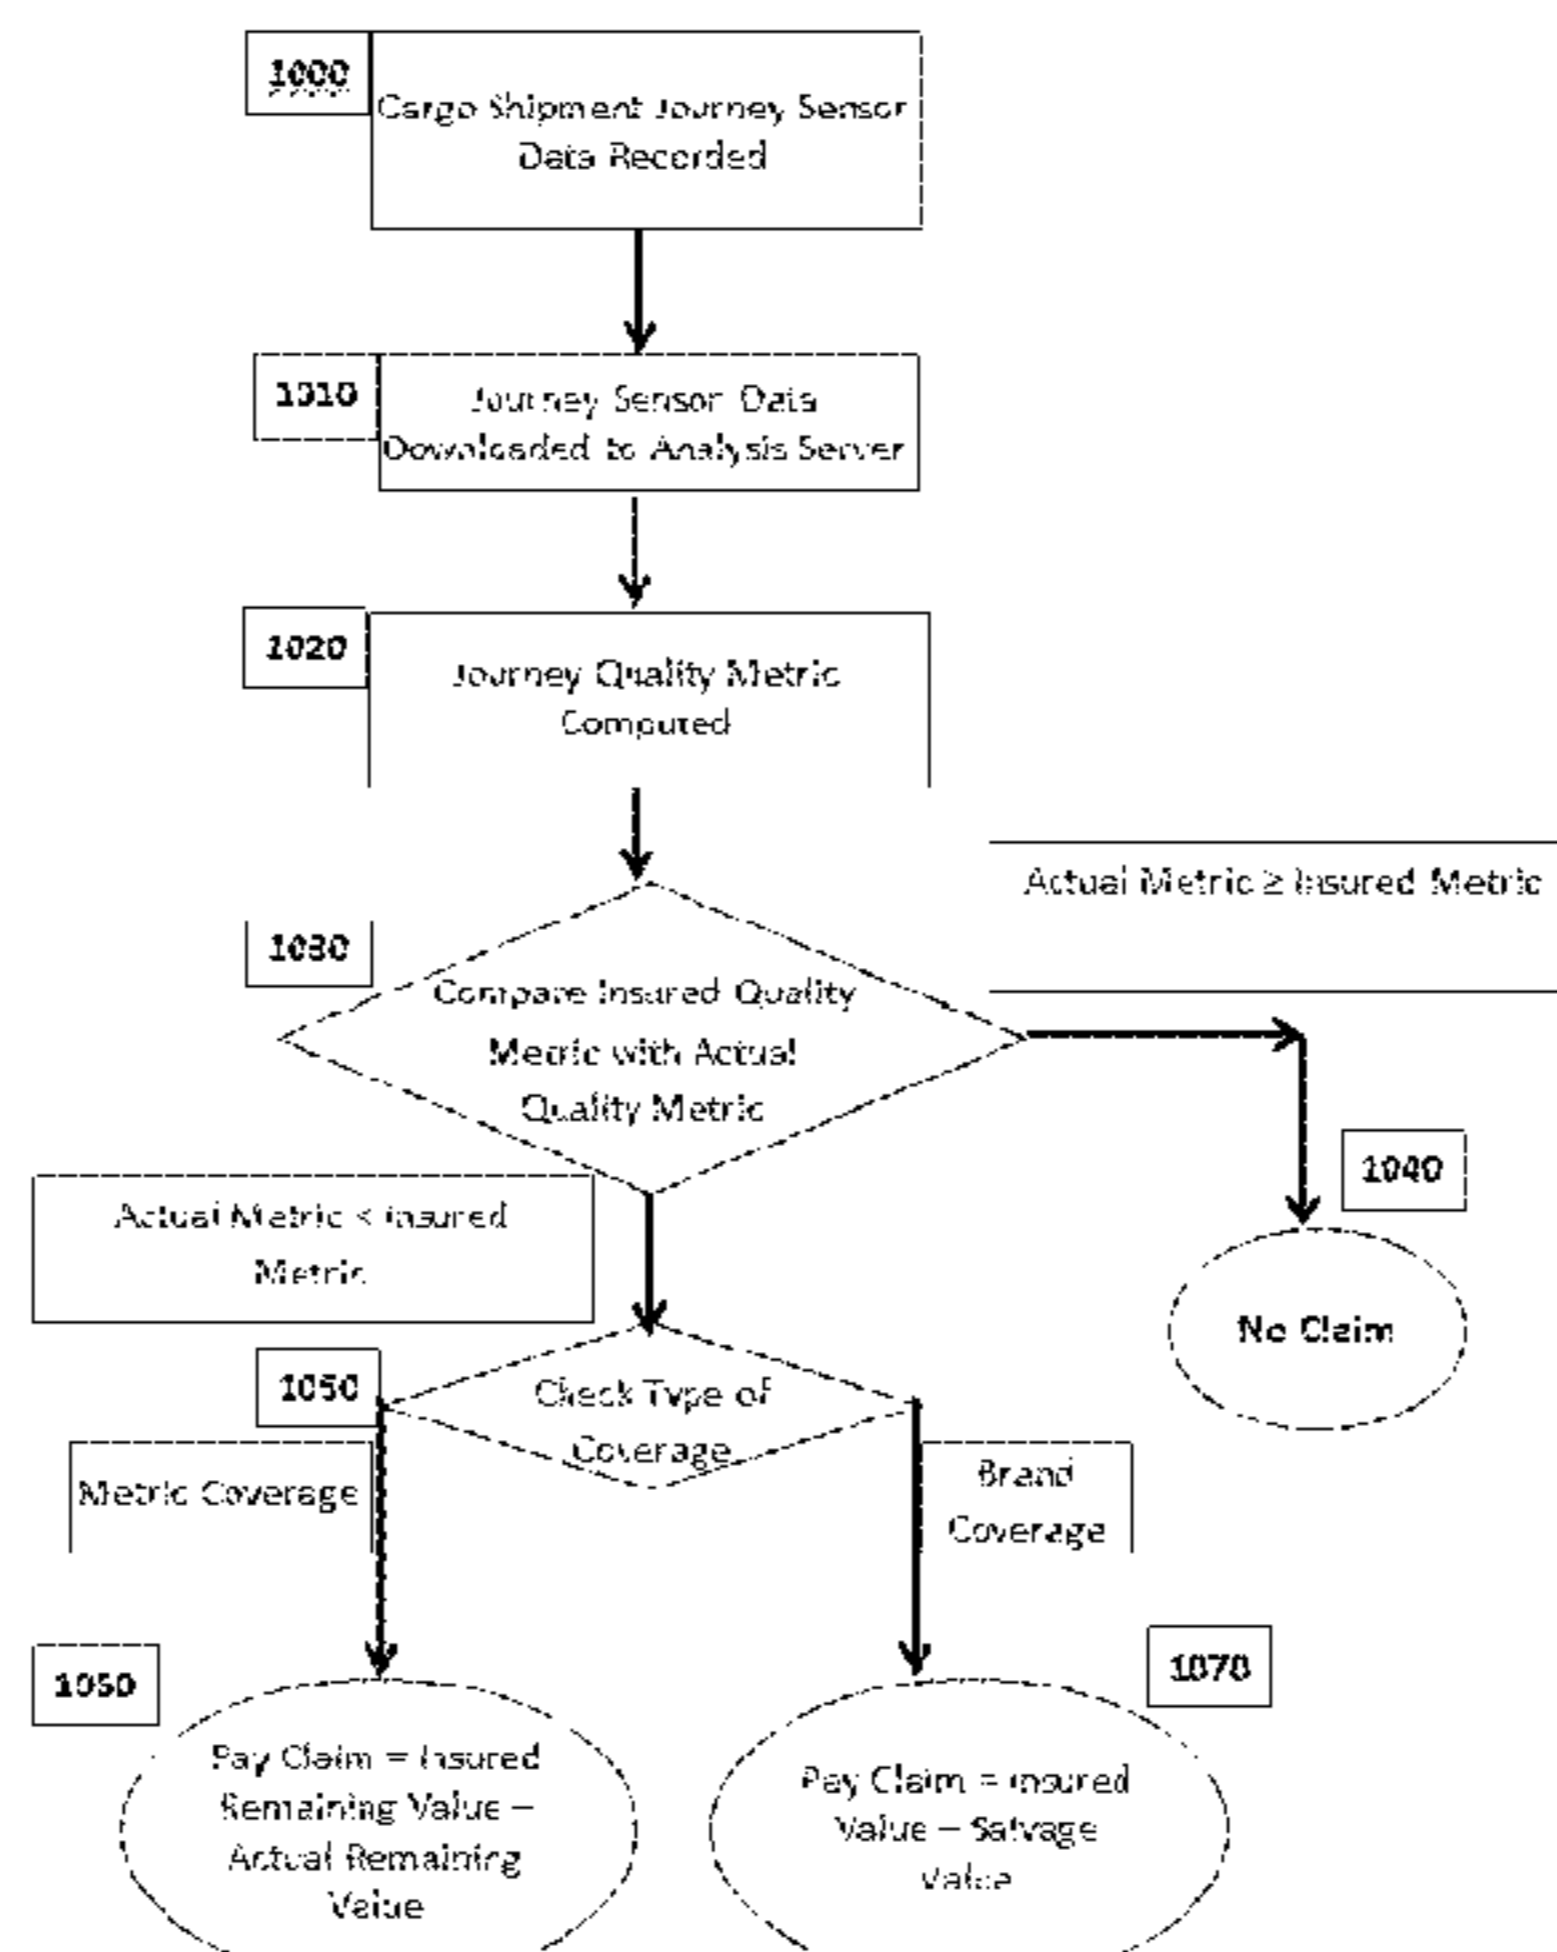 1000
Cargo Shipment Journey Sensor
Data Recorded
1010
Journey Sensor Data
Downloaded to Analysis Server
1020
Journey Quality Metric
Computed
Actual Metric ≥ Insured Metric
1030
Compare Insured Quality
Metric with Actual
Quality Metric
1040
Actual Metric < Insured
Metric
No Claim
1050
Check Type of
Coverage
Metric Coverage
Brand
Coverage
1060
1070
Pay Claim = Insured
Remaining Value –
Actual Remaining
Value
Pay Claim = Insured
Value – Salvage
Value